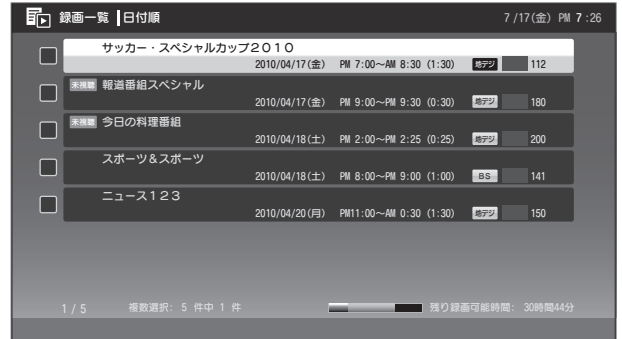 録画一覧 日付順 7/17(金) PM 7:26
サッカー・スペシャルカップ2010
2010/04/17(金) PM 7:00～AM 8:30 (1:30) 地デジ 112
未視聴 報道番組スペシャル
2010/04/17(金) PM 9:00～PM 9:30 (0:30) 地デジ 180
未視聴 今日の料理番組
2010/04/18(土) PM 2:00～PM 2:25 (0:25) 地デジ 200
スポーツ＆スポーツ
2010/04/18(土) PM 8:00～PM 9:00 (1:00) BS 141
ニュース123
2010/04/20(月) PM11:00～AM 0:30 (1:30) 地デジ 150
1/5 複数選択: 5 件中 1 件 残り録画可能時間: 30時間44分